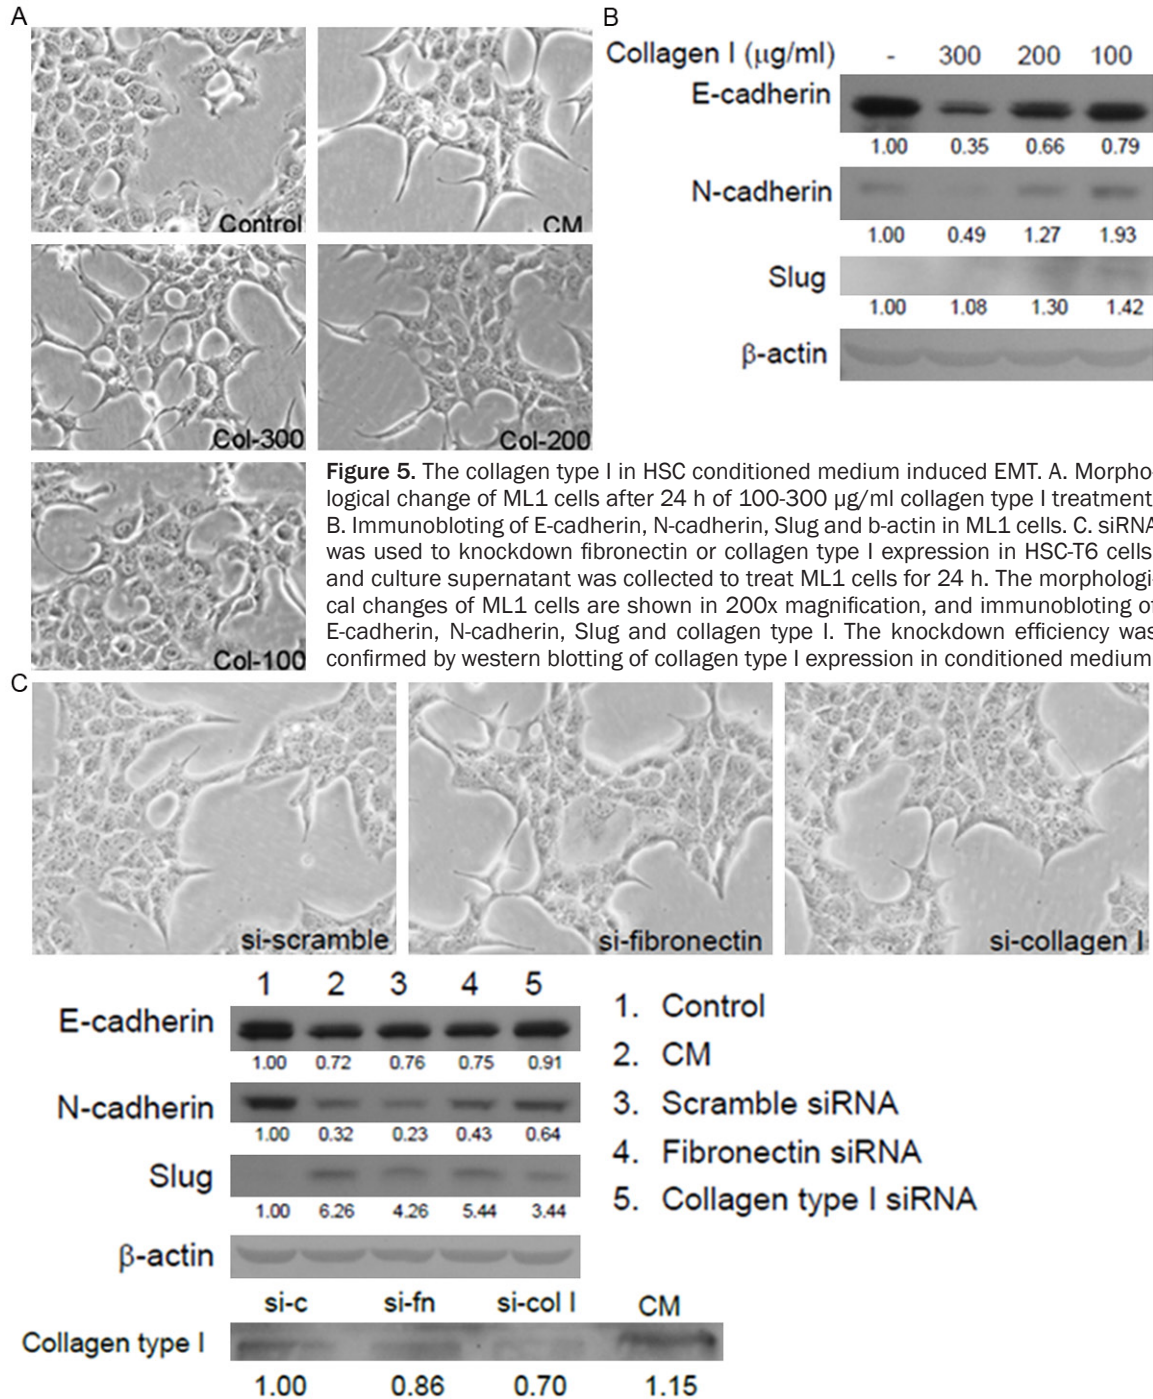 A
Control
CM
Col-300
Col-200
Col-100
B
Collagen I (μg/ml) - 300 200 100
E-cadherin
1.00 0.35 0.66 0.79
N-cadherin
1.00 0.49 1.27 1.93
Slug
1.00 1.08 1.30 1.42
β-actin
Figure 5. The collagen type I in HSC conditioned medium induced EMT. A. Morpho-
logical change of ML1 cells after 24 h of 100-300 μg/ml collagen type I treatment
B. Immunobloting of E-cadherin, N-cadherin, Slug and b-actin in ML1 cells. C. siRNA
was used to knockdown fibronectin or collagen type I expression in HSC-T6 cells
and culture supernatant was collected to treat ML1 cells for 24 h. The morphologi-
cal changes of ML1 cells are shown in 200x magnification, and immunobloting of
E-cadherin, N-cadherin, Slug and collagen type I. The knockdown efficiency was
confirmed by western blotting of collagen type I expression in conditioned medium
C
si-scramble
si-fibronectin
si-collagen I
1 2 3 4 5
E-cadherin
1.00 0.72 0.76 0.75 0.91
N-cadherin
1.00 0.32 0.23 0.43 0.64
Slug
1.00 6.26 4.26 5.44 3.44
β-actin
1. Control
2. CM
3. Scramble siRNA
4. Fibronectin siRNA
5. Collagen type I siRNA
si-c si-fn si-col I CM
Collagen type I
1.00 0.86 0.70 1.15